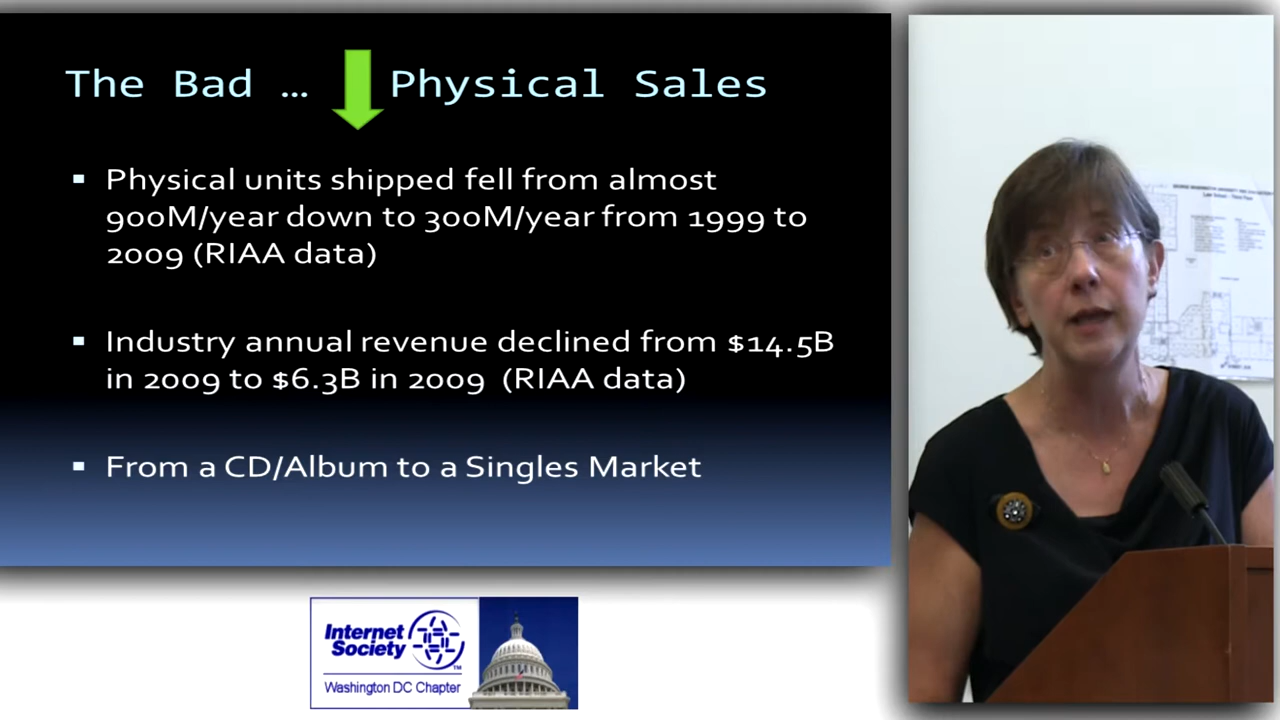 The Bad … Physical Sales
▪ Physical units shipped fell from almost
900M/year down to 300M/year from 1999 to
2009 (RIAA data)
▪ Industry annual revenue declined from $14.5B
in 2009 to $6.3B in 2009 (RIAA data)
▪ From a CD/Album to a Singles Market
Internet
Society
TM
Washington DC Chapter